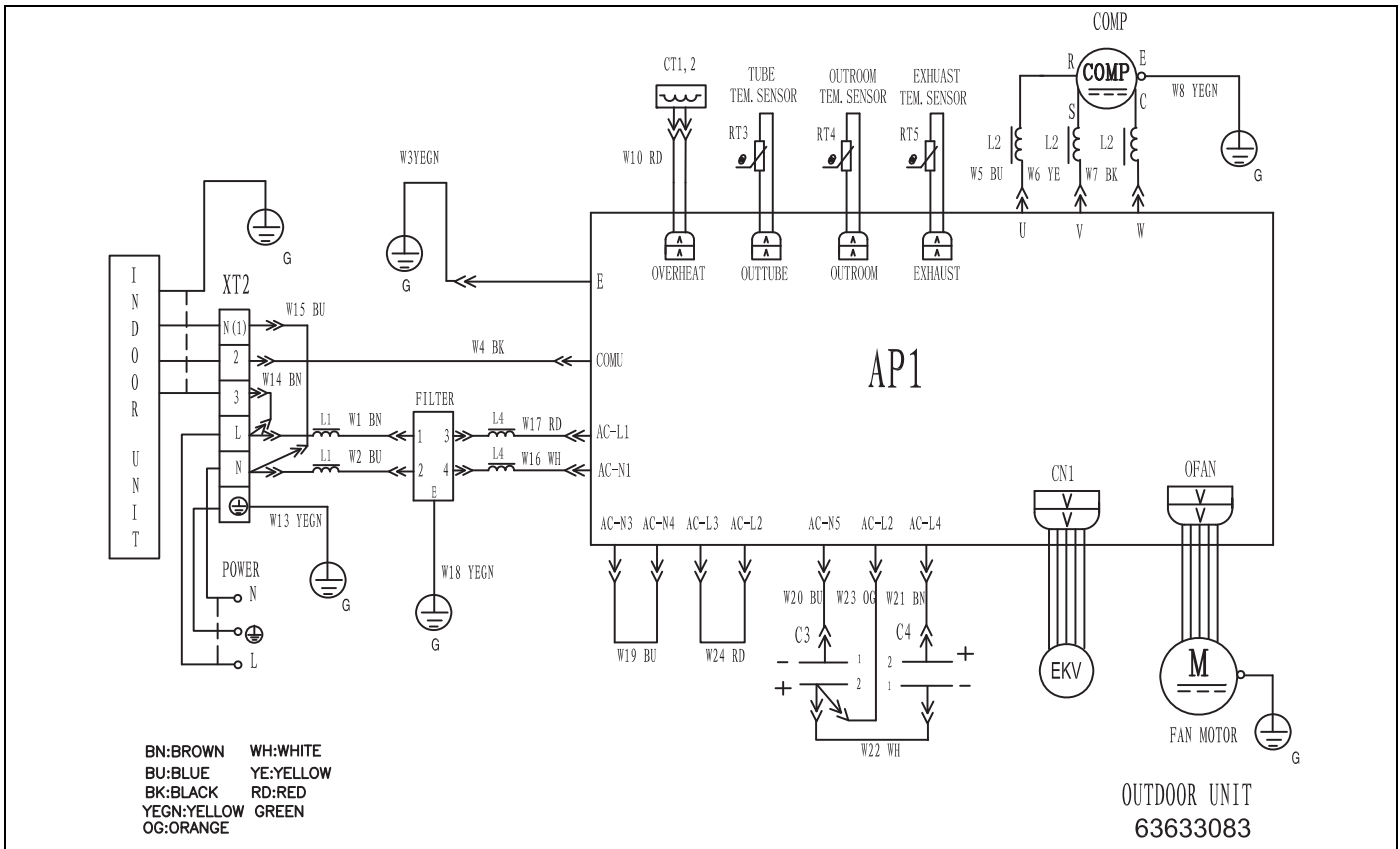 COMP
CT1, 2
TUBE
TEM. SENSOR
OUTROOM
TEM. SENSOR
EXHUAST
TEM. SENSOR
R
COMP
E
S
C
W8 YEGN
G
RT3
RT4
RT5
W10 RD
L2
L2
L2
W5 BU
W6 YE
W7 BK
U
V
W
W3YEGN
G
G
OVERHEAT
OUTTUBE
OUTROOM
EXHAUST
E
INDOOR UNIT
XT2
W15 BU
N(1)
2
W4 BK
COMU
AP1
W14 BN
3
FILTER
L
L1
W1 BN
1
3
L4
W17 RD
AC-L1
N
L1
W2 BU
2
4
L4
W16 WH
AC-N1
E
CN1
OFAN
W13 YEGN
G
AC-N3
AC-N4
AC-L3
AC-L2
AC-N5
AC-L2
AC-L4
POWER
N
L
W18 YEGN
G
W20 BU
W23 OG
W21 BN
C3
C4
W19 BU
W24 RD
-
1
2
+
+
2
1
-
W22 WH
EKV
M
FAN MOTOR
G
BN:BROWN WH:WHITE
BU:BLUE YE:YELLOW
BK:BLACK RD:RED
YEGN:YELLOW GREEN
OG:ORANGE
OUTDOOR UNIT
63633083